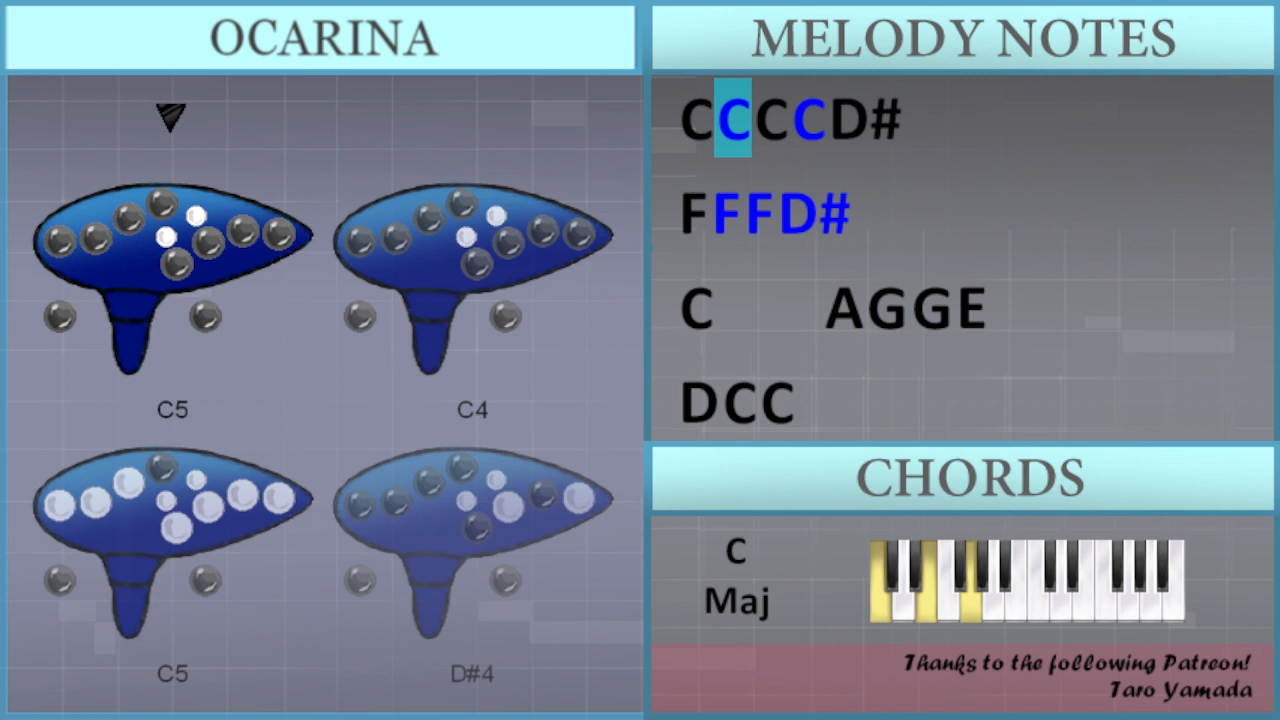 OCARINA
C5
C4
C5
D#4
MELODY NOTES
CCCCD#
FFFD#
C AGGE
DCC
CHORDS
C
Maj
Thanks to the following Patreon!
Taro Yamada